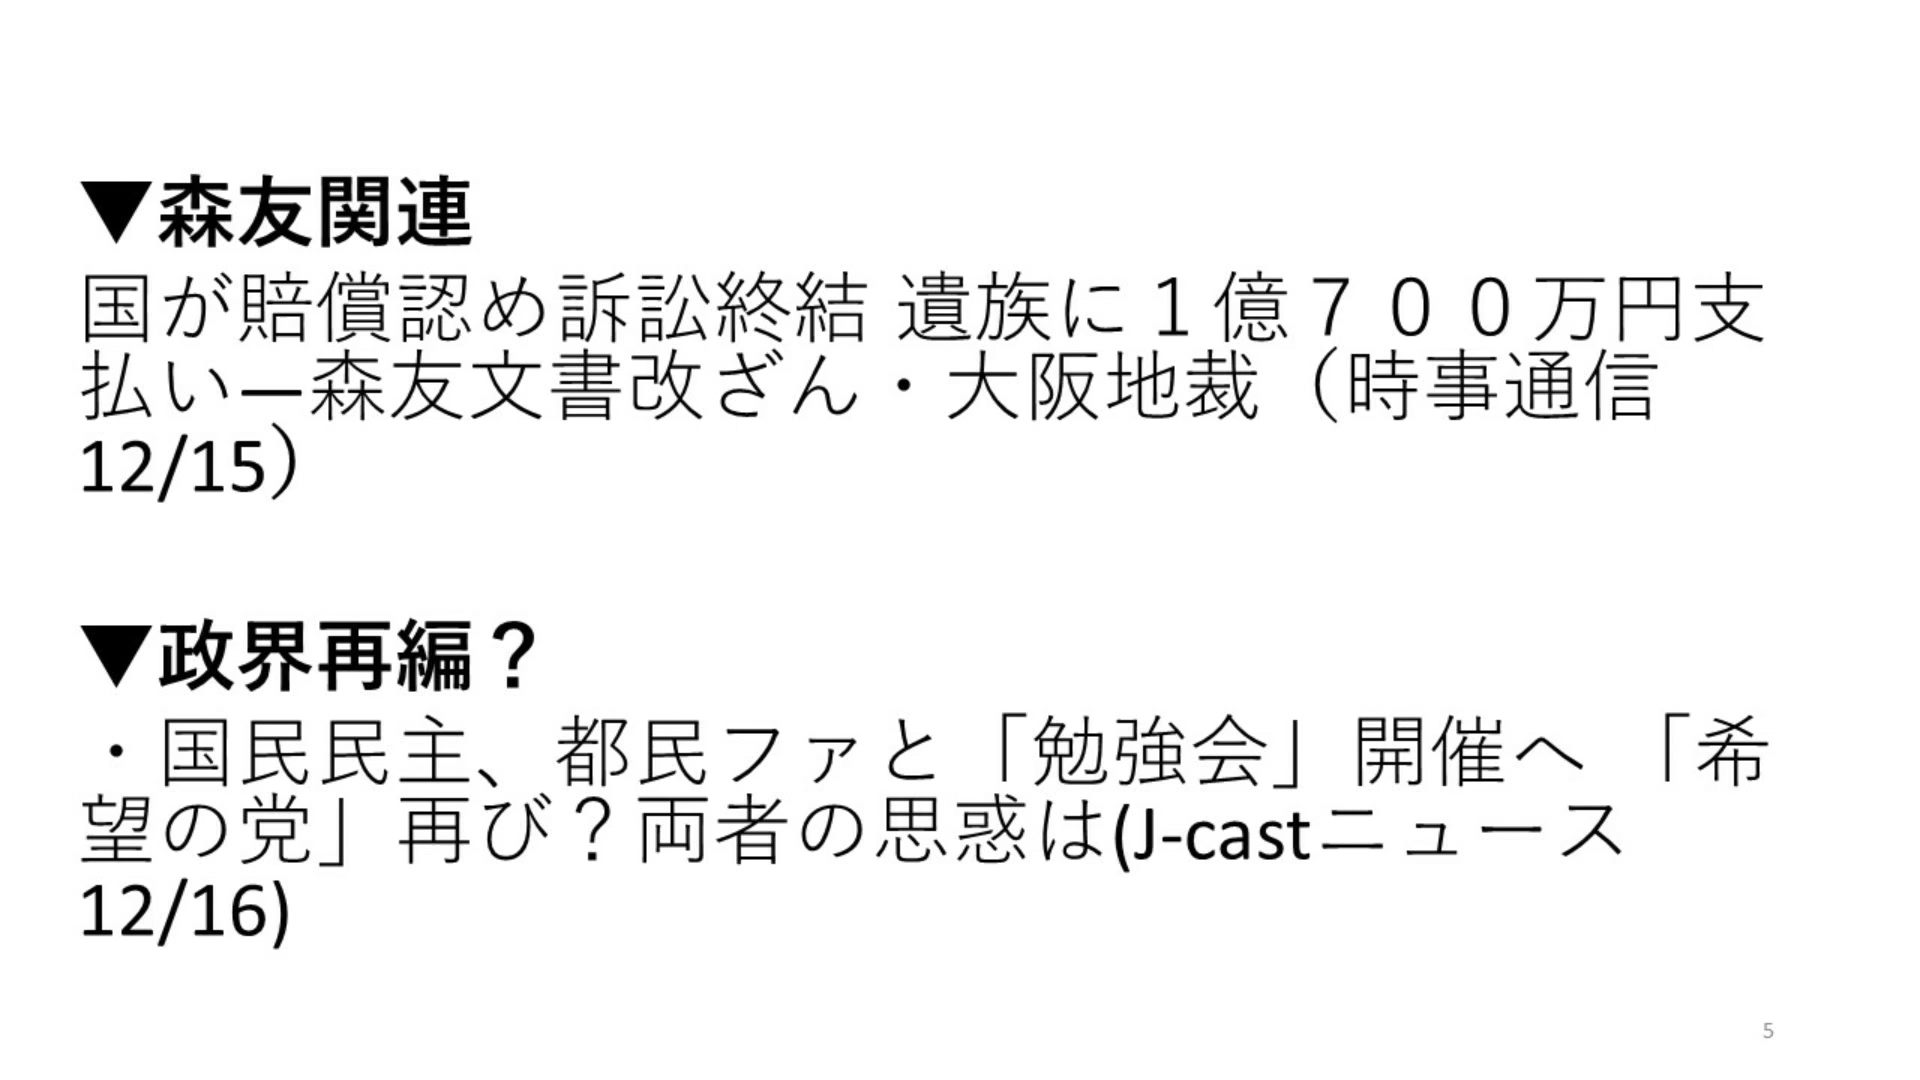 ▼森友関連
国が賠償認め訴訟終結 遺族に１億７００万円支
払い―森友文書改ざん・大阪地裁（時事通信
12/15）
▼政界再編？
・国民民主、都民ファと「勉強会」開催へ 「希
望の党」再び？両者の思惑は(J-castニュース
12/16)
5